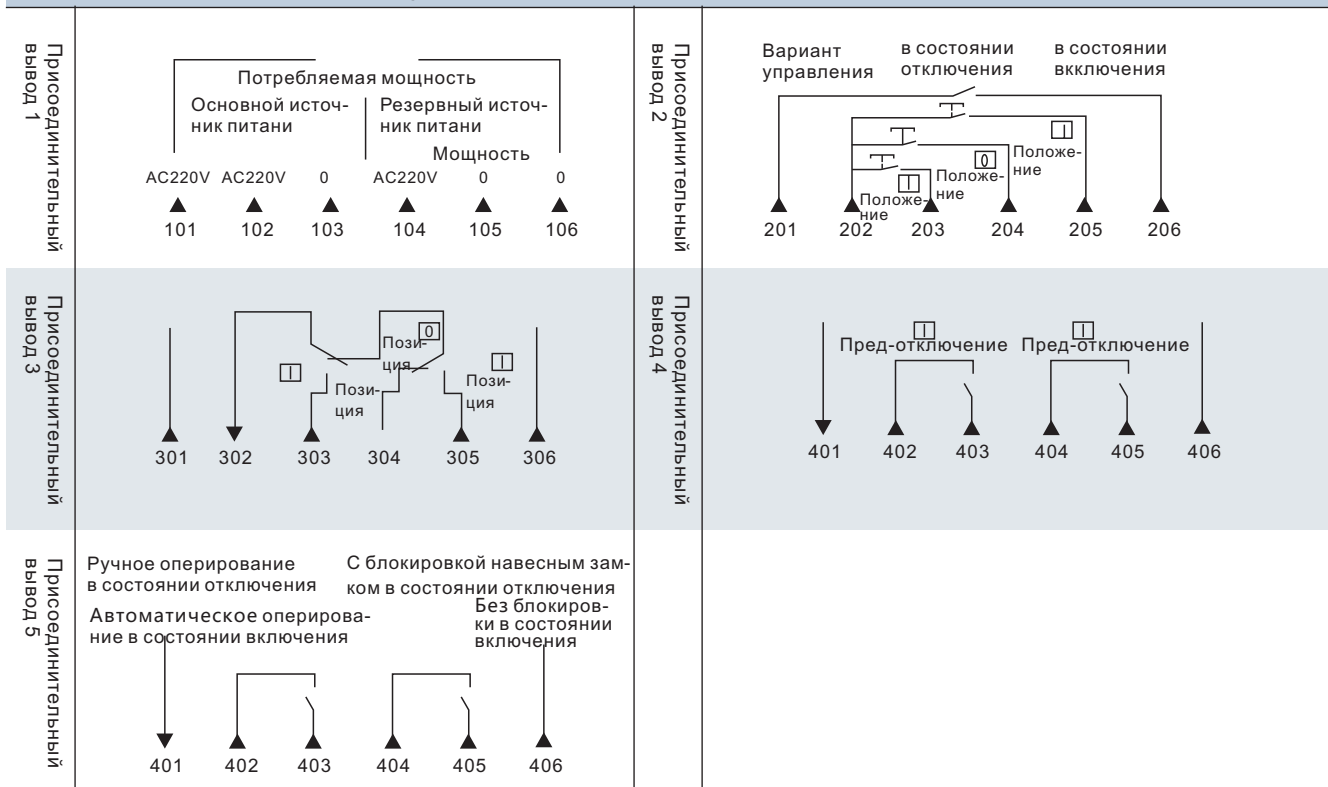 Присоединительный
вывод 1
Потребляемая мощность
Основной источ-
ник питани
Резервный источ-
ник питани
Мощность
AC220V AC220V 0 AC220V 0 0
101 102 103 104 105 106
Присоединительный
вывод 2
Вариант
управления
в состоянии
отключения
в состоянии
вкключения
Положе-
ние
0
Положе-
ние
Положе-
ние
201 202 203 204 205 206
Присоединительный
вывод 3
0
Пози-
ция
I
Пози-
ция
I
Пози-
ция
301 302 303 304 305 306
Присоединительный
вывод 4
I I
Пред-отключение Пред-отключение
401 402 403 404 405 406
Присоединительный
вывод 5
Ручное оперирование
в состоянии отключения
Автоматическое оперирова-
ние в состоянии включения
С блокировкой навесным зам-
ком в состоянии отключения
Без блокиров-
ки в состоянии
включения
401 402 403 404 405 406